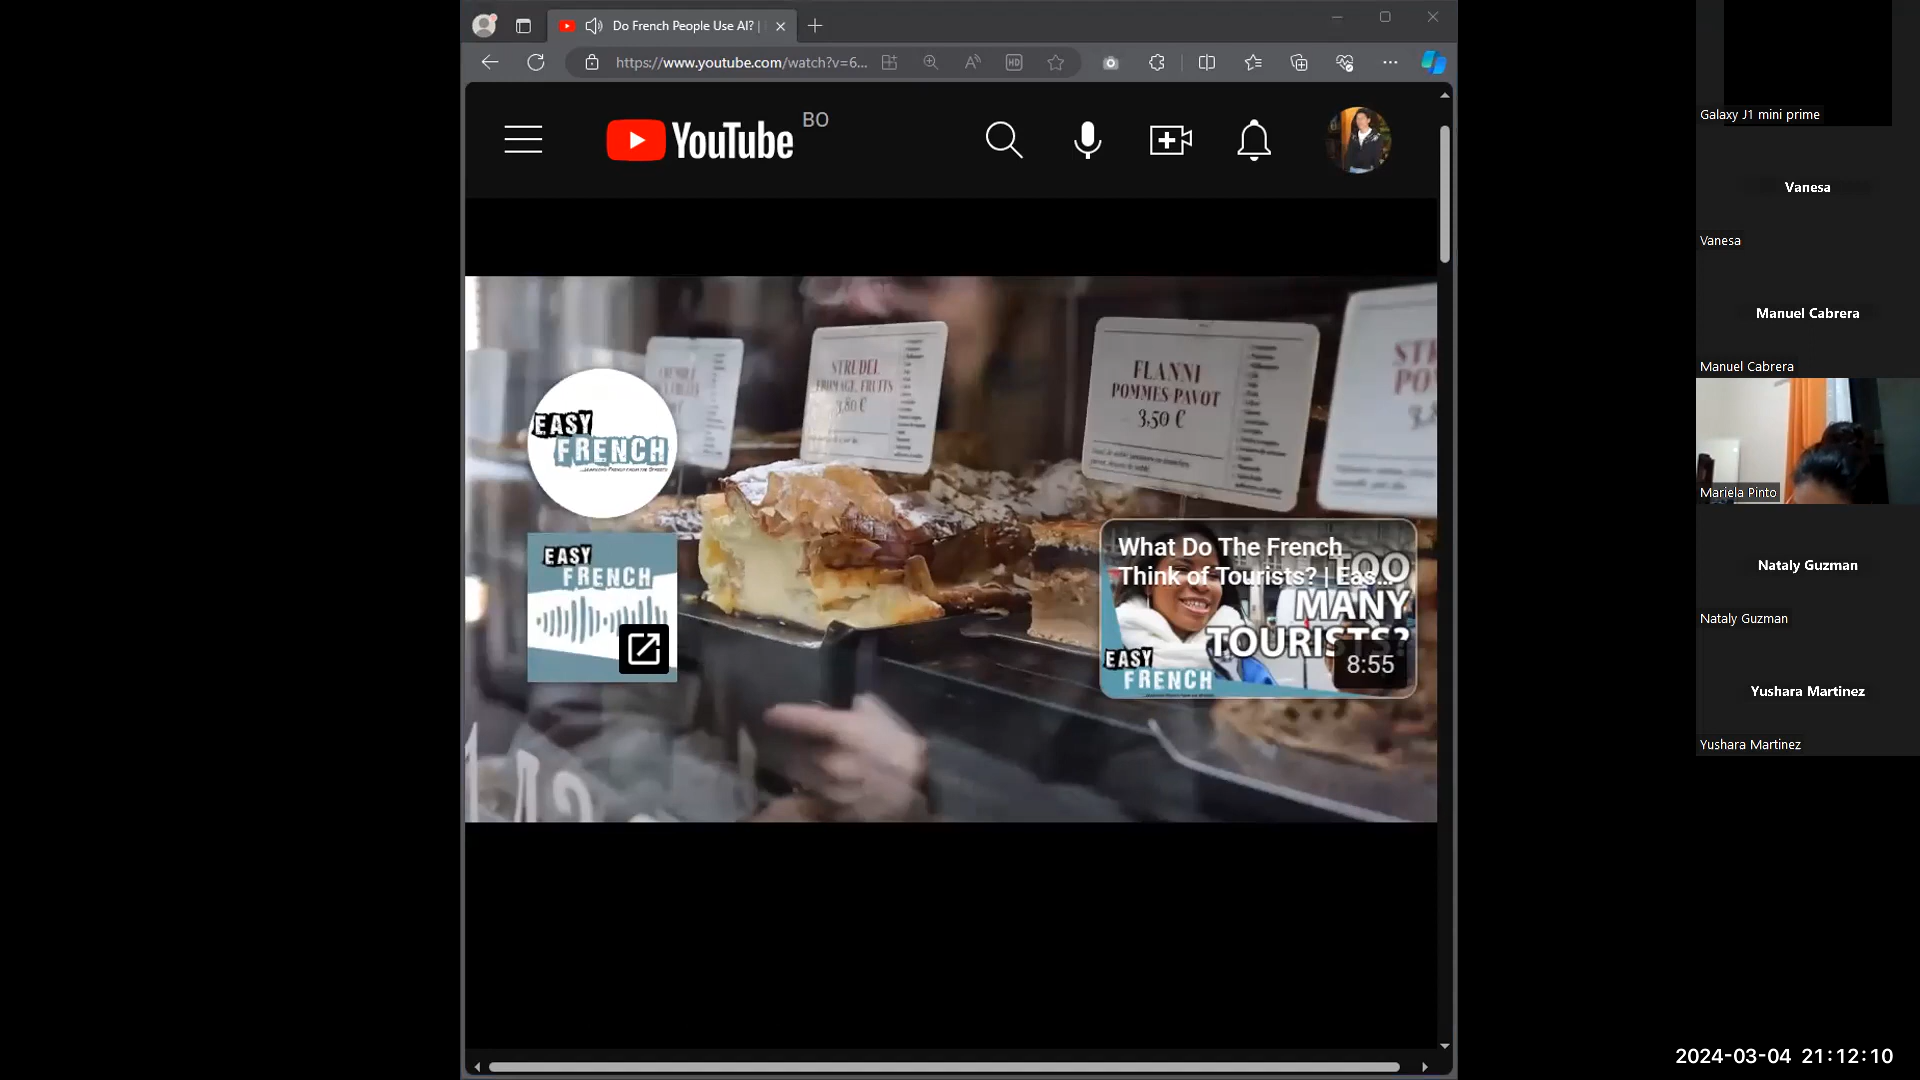 Do French People Use AI? |
https://www.youtube.com/watch?v=6...
HD
YouTube
BO
STRUDEL
FROMAGE, FRUITS
3,80 €
FLANNI
POMMES PAVOT
3,50 €
EASY
FRENCH
EASY
FRENCH
What Do The French
Think of Tourists? | Eas...
TOO
MANY
TOURISTS?
8:55
EASY
FRENCH
Galaxy J1 mini prime
Vanesa
Vanesa
Manuel Cabrera
Manuel Cabrera
Mariela Pinto
Nataly Guzman
Nataly Guzman
Yushara Martinez
Yushara Martinez
2024-03-04 21:12:10